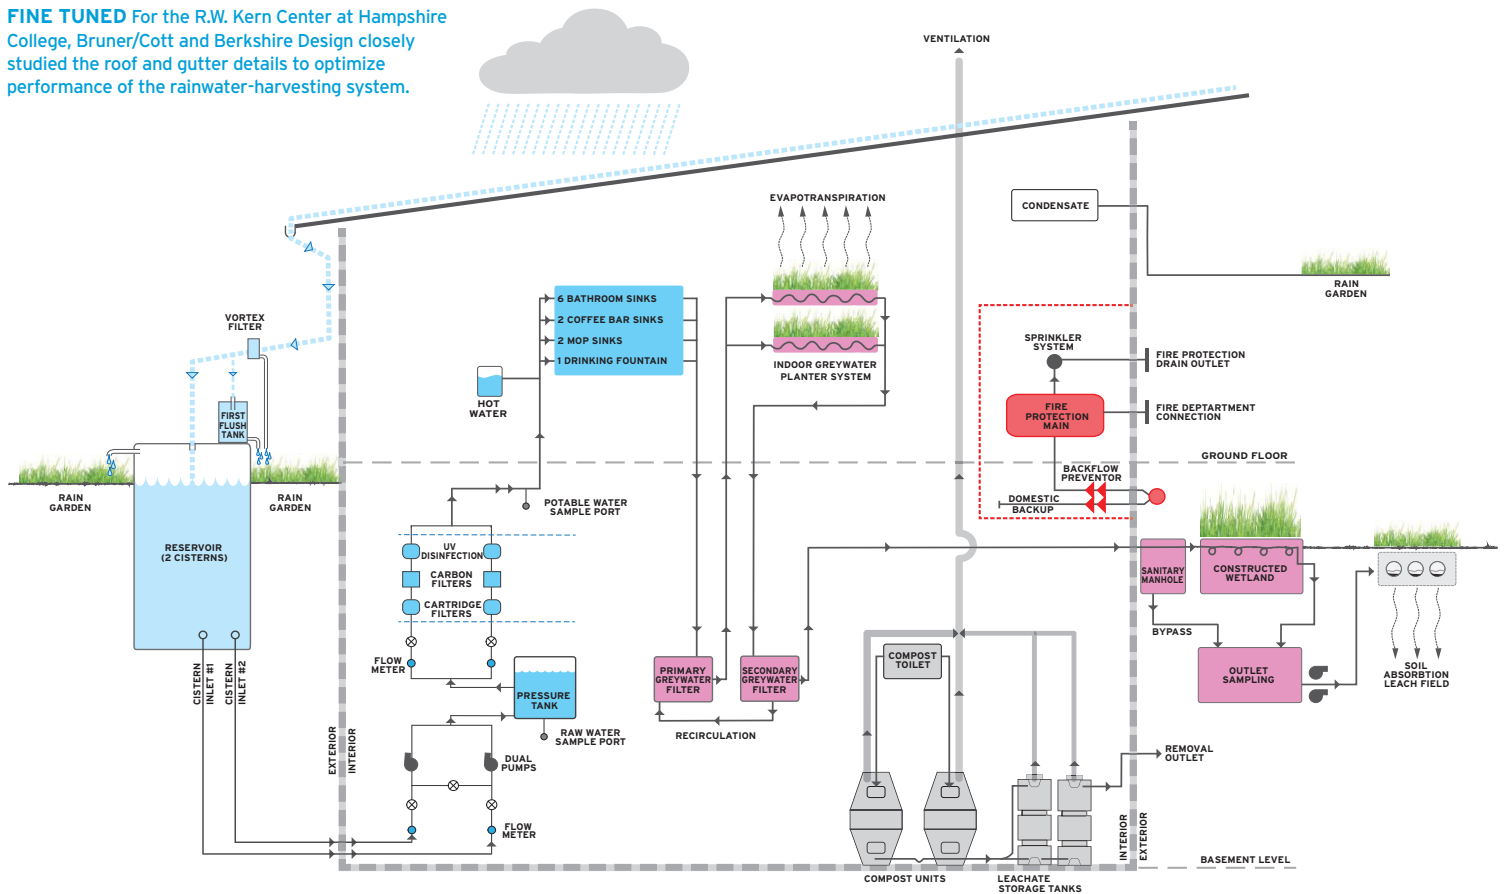 FINE TUNED For the R.W. Kern Center at Hampshire
College, Bruner/Cott and Berkshire Design closely
studied the roof and gutter details to optimize
performance of the rainwater-harvesting system.
VENTILATION
EVAPOTRANSPIRATION
CONDENSATE
RAIN
GARDEN
VORTEX
FILTER
6 BATHROOM SINKS
2 COFFEE BAR SINKS
2 MOP SINKS
1 DRINKING FOUNTAIN
INDOOR GREYWATER
PLANTER SYSTEM
SPRINKLER
SYSTEM
FIRE PROTECTION
DRAIN OUTLET
HOT
WATER
FIRST
FLUSH
TANK
FIRE
PROTECTION
MAIN
FIRE DEPTARTMENT
CONNECTION
GROUND FLOOR
RAIN
GARDEN
RAIN
GARDEN
BACKFLOW
PREVENTOR
DOMESTIC
BACKUP
POTABLE WATER
SAMPLE PORT
RESERVOIR
(2 CISTERNS)
UV
DISINFECTION
CARBON
FILTERS
CARTRIDGE
FILTERS
SANITARY
MANHOLE
CONSTRUCTED
WETLAND
BYPASS
FLOW
METER
PRESSURE
TANK
PRIMARY
GREYWATER
FILTER
SECONDARY
GREYWATER
FILTER
COMPOST
TOILET
OUTLET
SAMPLING
SOIL
ABSORBTION
LEACH FIELD
CISTERN
INLET #1
CISTERN
INLET #2
RAW WATER
SAMPLE PORT
RECIRCULATION
EXTERIOR
INTERIOR
DUAL
PUMPS
REMOVAL
OUTLET
FLOW
METER
INTERIOR
EXTERIOR
BASEMENT LEVEL
COMPOST UNITS
LEACHATE
STORAGE TANKS